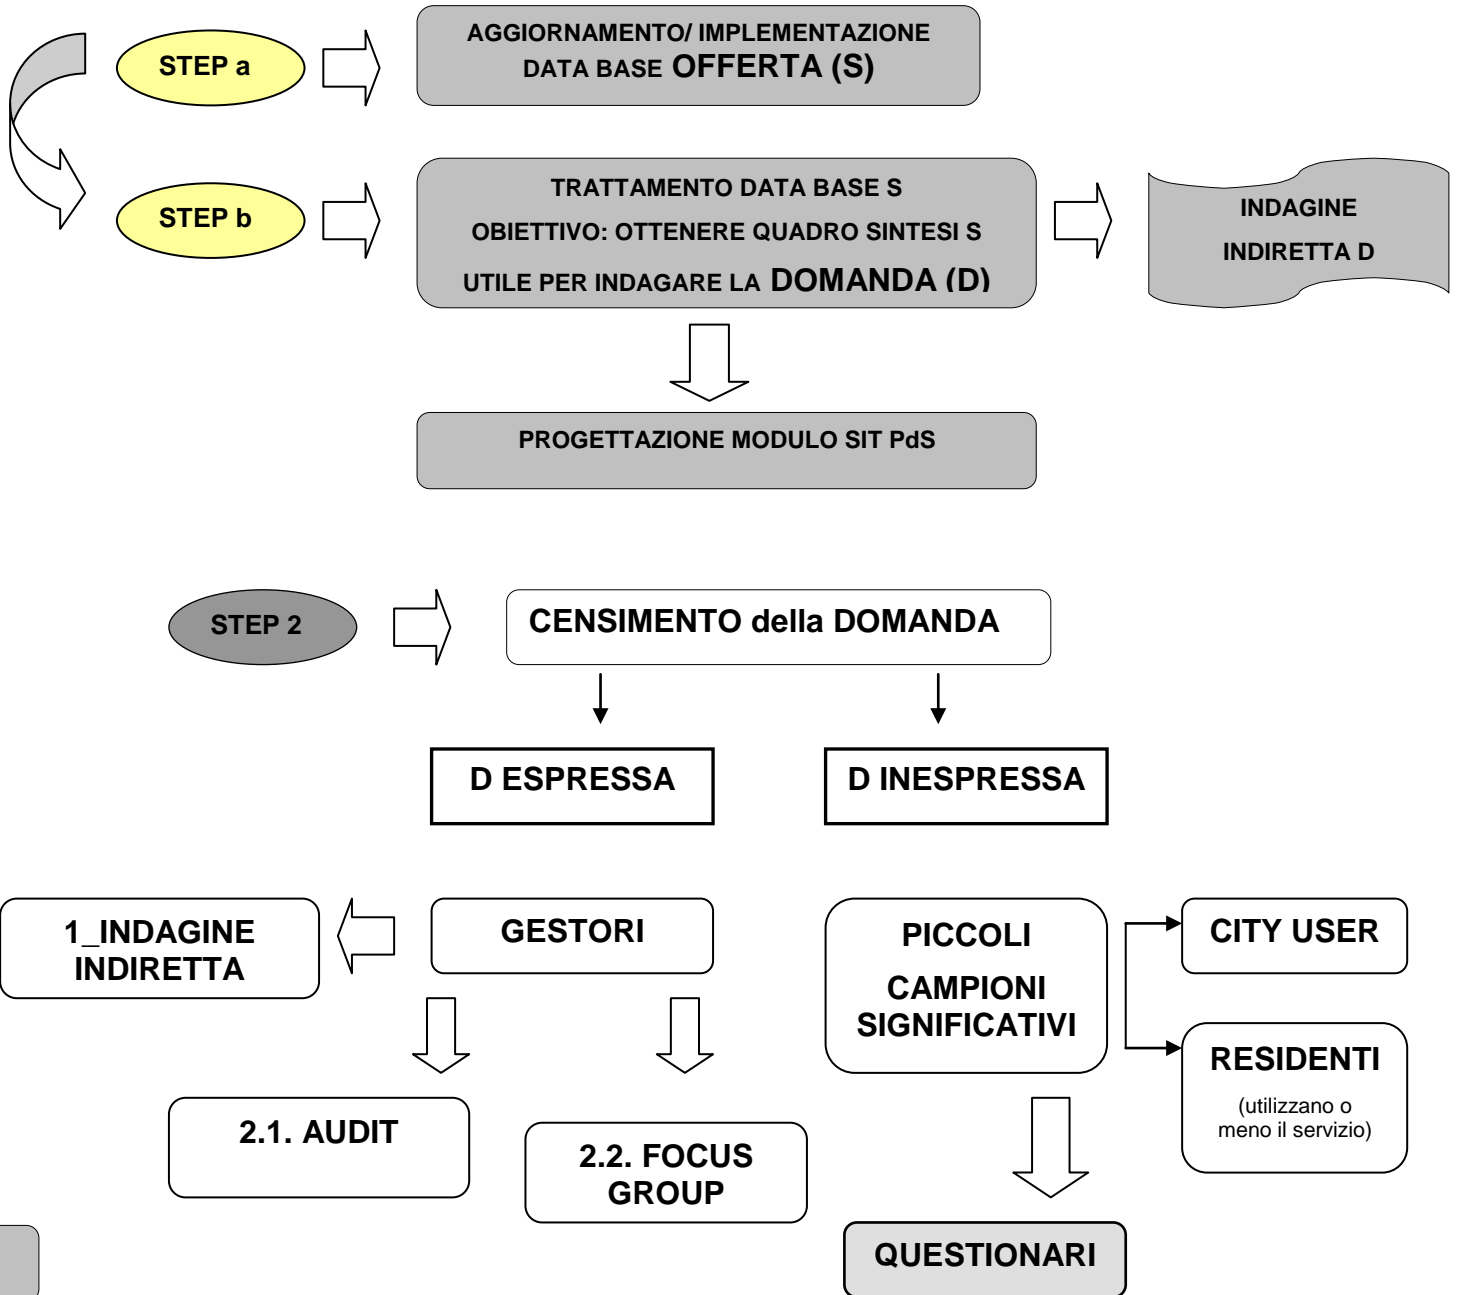 STEP a
AGGIORNAMENTO/ IMPLEMENTAZIONE
DATA BASE OFFERTA (S)
STEP b
TRATTAMENTO DATA BASE S
OBIETTIVO: OTTENERE QUADRO SINTESI S
UTILE PER INDAGARE LA DOMANDA (D)
INDAGINE
INDIRETTA D
PROGETTAZIONE MODULO SIT PdS
STEP 2
CENSIMENTO della DOMANDA
D ESPRESSA
D INESPRESSA
1_INDAGINE
INDIRETTA
GESTORI
PICCOLI
CAMPIONI
SIGNIFICATIVI
CITY USER
RESIDENTI
(utilizzano o
meno il servizio)
2.1. AUDIT
2.2. FOCUS
GROUP
QUESTIONARI